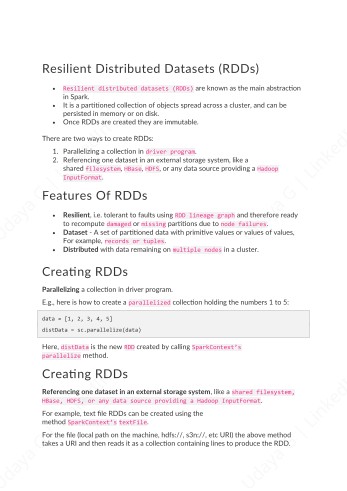 Resilient Distributed Datasets (RDDs)
• Resilient distributed datasets (RDDs) are known as the main abstraction
in Spark.
• It is a partitioned collection of objects spread across a cluster, and can be
persisted in memory or on disk.
• Once RDDs are created they are immutable.
There are two ways to create RDDs:
1. Parallelizing a collection in driver program.
2. Referencing one dataset in an external storage system, like a
shared filesystem, HBase, HDFS, or any data source providing a Hadoop
InputFormat.
Features Of RDDs
• Resilient, i.e. tolerant to faults using RDD lineage graph and therefore ready
to recompute damaged or missing partitions due to node failures.
• Dataset - A set of partitioned data with primitive values or values of values,
For example, records or tuples.
• Distributed with data remaining on multiple nodes in a cluster.
Creating RDDs
Parallelizing a collection in driver program.
E.g., here is how to create a parallelized collection holding the numbers 1 to 5:
data = [1, 2, 3, 4, 5]
distData = sc.parallelize(data)
Here, distData is the new RDD created by calling SparkContext's
parallelize method.
Creating RDDs
Referencing one dataset in an external storage system, like a shared filesystem,
HBase, HDFS, or any data source providing a Hadoop InputFormat.
For example, text file RDDs can be created using the
method SparkContext's textFile.
For the file (local path on the machine, hdfs://, s3n://, etc URI) the above method
takes a URI and then reads it as a collection containing lines to produce the RDD.